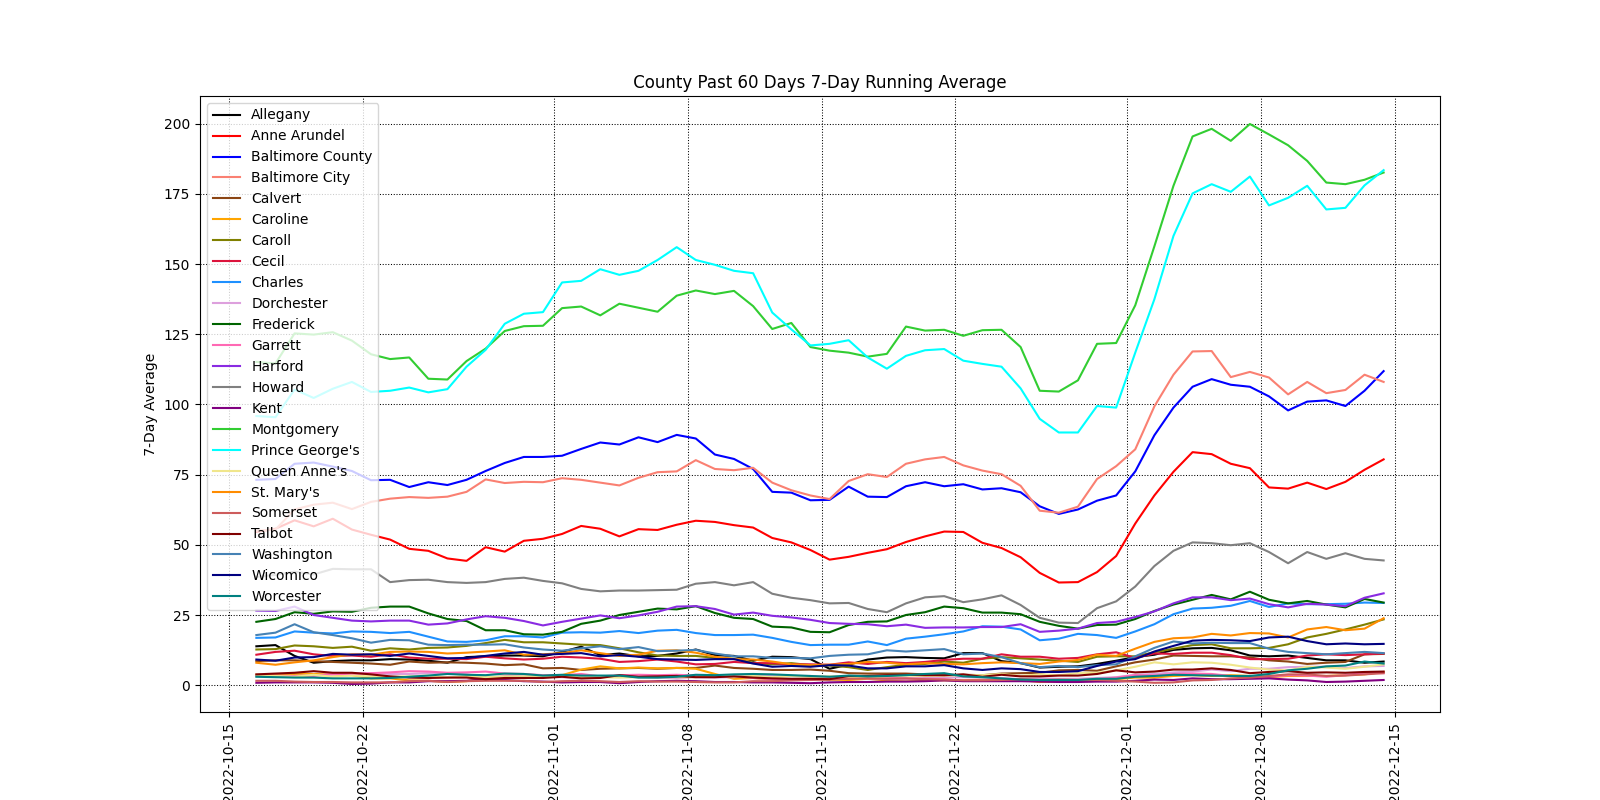 County Past 60 Days 7-Day Running Average
200
175
150
125
100
75
50
25
0
7-Day Average
Allegany
Anne Arundel
Baltimore County
Baltimore City
Calvert
Caroline
Caroll
Cecil
Charles
Dorchester
Frederick
Garrett
Harford
Howard
Kent
Montgomery
Prince George's
Queen Anne's
St. Mary's
Somerset
Talbot
Washington
Wicomico
Worcester
2022-10-15
2022-10-22
2022-11-01
2022-11-08
2022-11-15
2022-11-22
2022-12-01
2022-12-08
2022-12-15